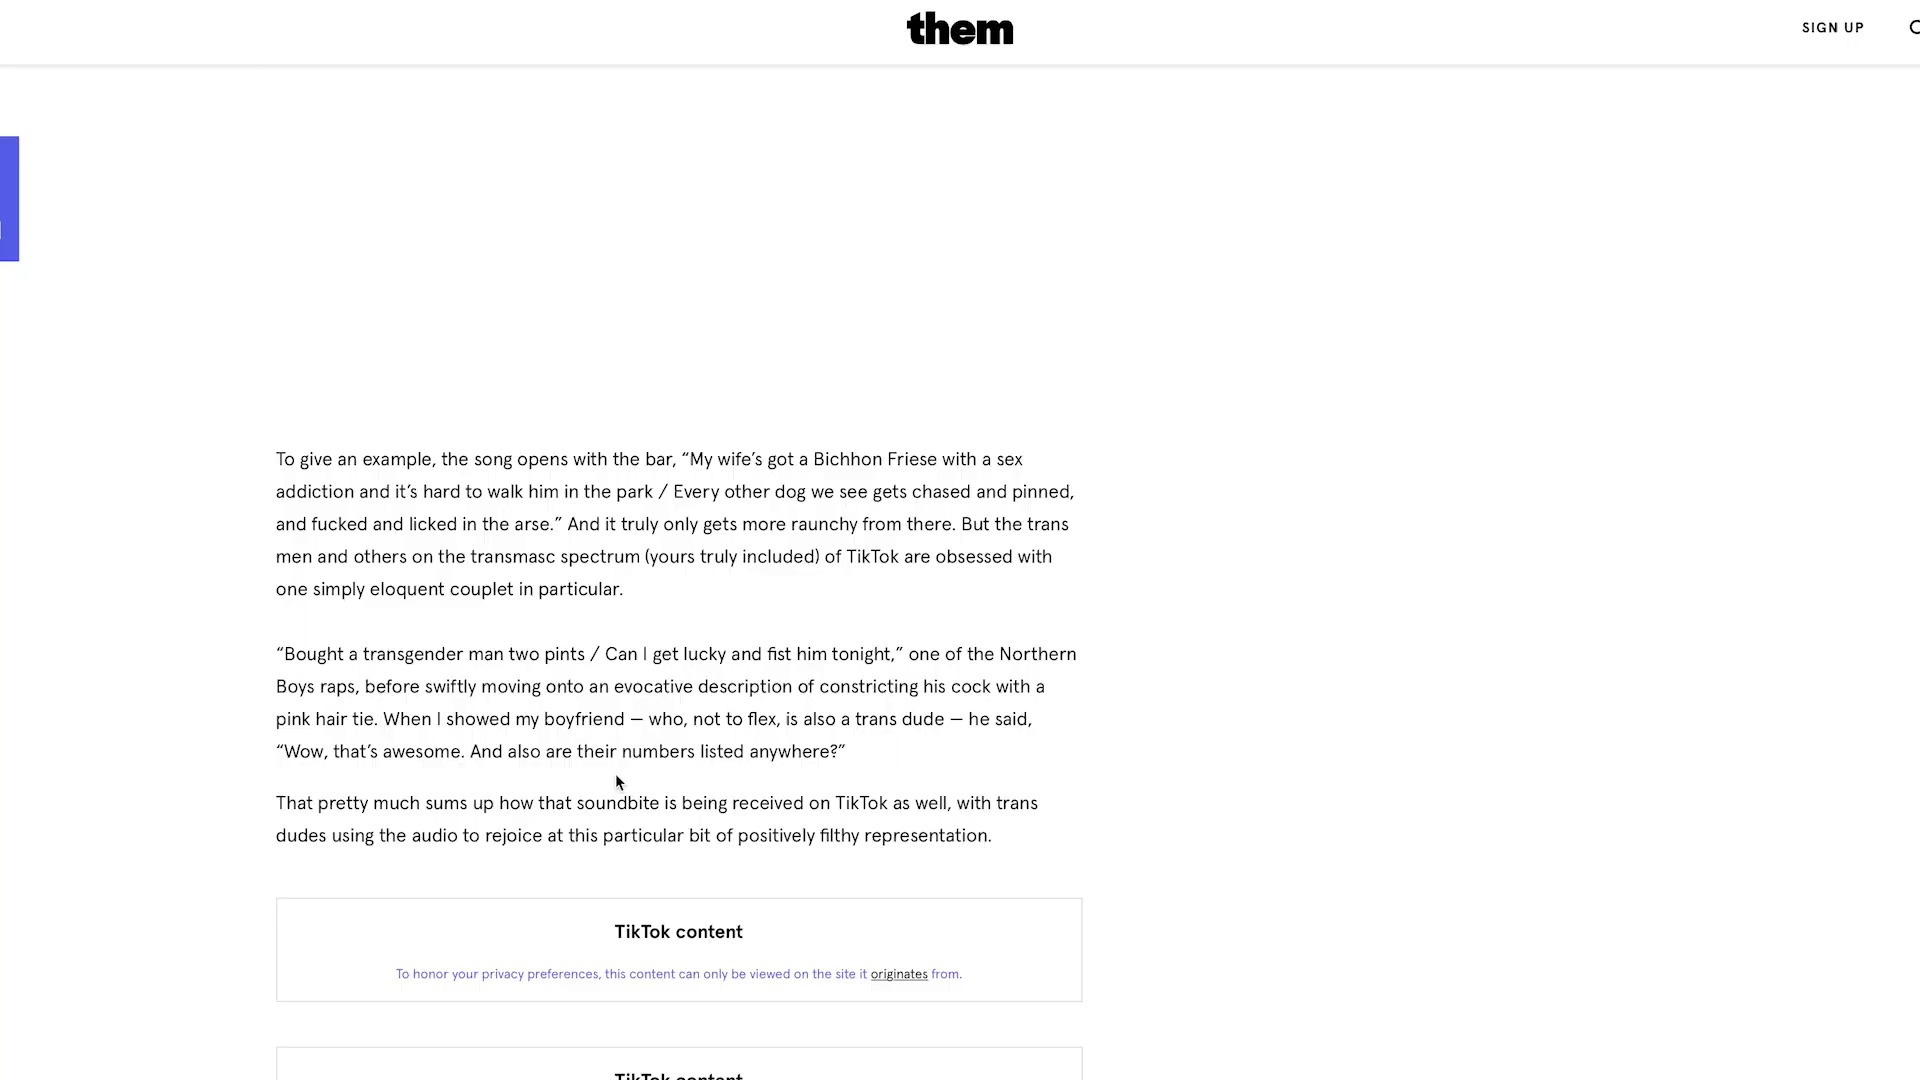 them
SIGN UP
To give an example, the song opens with the bar, “My wife’s got a Bichhon Friese with a sex
addiction and it’s hard to walk him in the park / Every other dog we see gets chased and pinned,
and fucked and licked in the arse.” And it truly only gets more raunchy from there. But the trans
men and others on the transmasc spectrum (yours truly included) of TikTok are obsessed with
one simply eloquent couplet in particular.
“Bought a transgender man two pints / Can I get lucky and fist him tonight,” one of the Northern
Boys raps, before swiftly moving onto an evocative description of constricting his cock with a
pink hair tie. When I showed my boyfriend — who, not to flex, is also a trans dude — he said,
“Wow, that’s awesome. And also are their numbers listed anywhere?”
That pretty much sums up how that soundbite is being received on TikTok as well, with trans
dudes using the audio to rejoice at this particular bit of positively filthy representation.
TikTok content
To honor your privacy preferences, this content can only be viewed on the site it originates from.
TikTok content